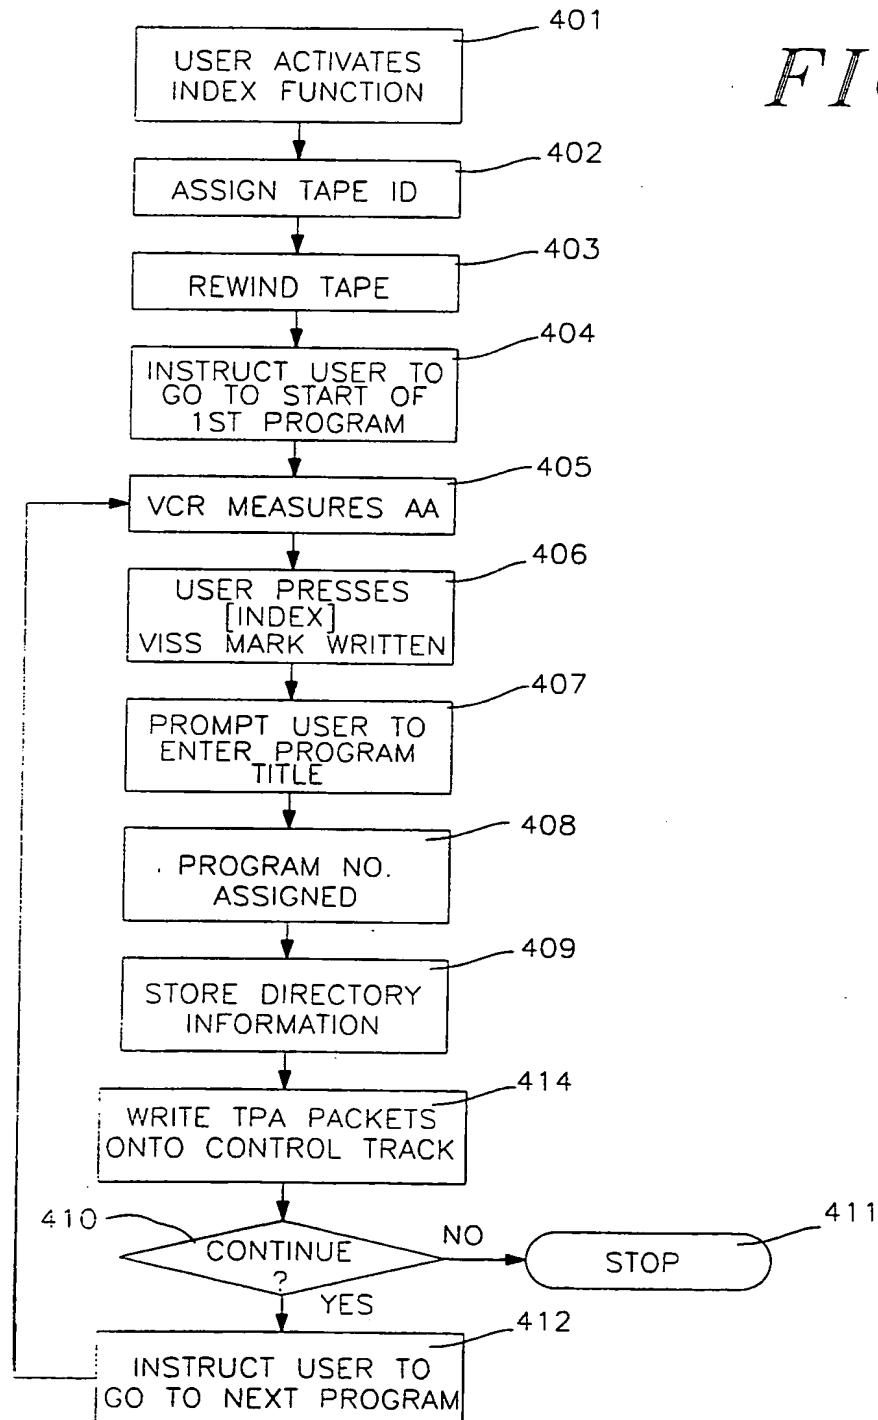 401
USER ACTIVATES
INDEX FUNCTION
FI
402
ASSIGN TAPE ID
403
REWIND TAPE
404
INSTRUCT USER TO
GO TO START OF
1ST PROGRAM
405
VCR MEASURES AA
406
USER PRESSES
[INDEX]
VISS MARK WRITTEN
407
PROMPT USER TO
ENTER PROGRAM
TITLE
408
PROGRAM NO.
ASSIGNED
409
STORE DIRECTORY
INFORMATION
414
WRITE TPA PACKETS
ONTO CONTROL TRACK
410
CONTINUE
?
NO
411
STOP
YES
412
INSTRUCT USER TO
GO TO NEXT PROGRAM